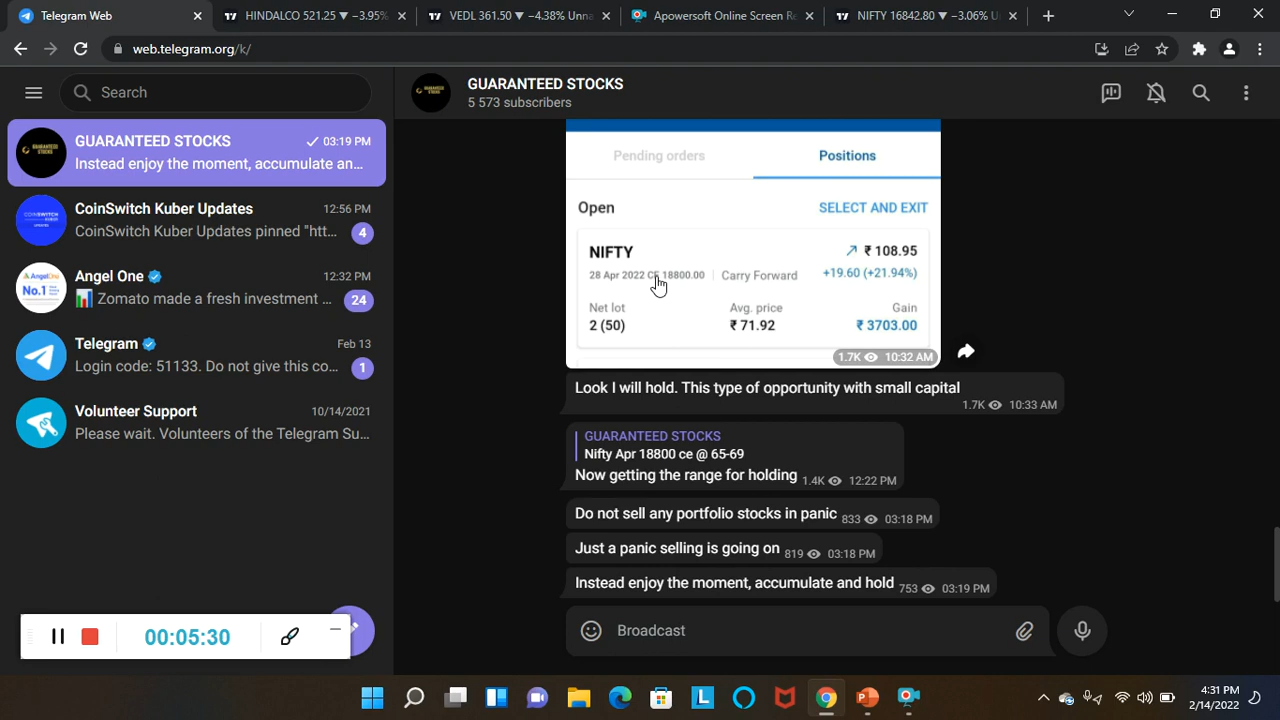 Telegram Web
HINDALCO 521.25 ▼ −3.95%
VEDL 361.50 ▼ −4.38% Unna
Apowersoft Online Screen Re
NIFTY 16842.80 ▼ −3.06% U
web.telegram.org/k/
Search
GUARANTEED STOCKS
5 573 subscribers
GUARANTEED STOCKS 03:19 PM
Instead enjoy the moment, accumulate an...
CoinSwitch Kuber Updates 12:56 PM
CoinSwitch Kuber Updates pinned "htt... 4
Angel One 12:32 PM
Zomato made a fresh investment ... 24
Telegram Feb 13
Login code: 51133. Do not give this co... 1
Volunteer Support 10/14/2021
Please wait. Volunteers of the Telegram Su...
Pending orders Positions
Open SELECT AND EXIT
NIFTY ₹ 108.95
28 Apr 2022 CE 18800.00 Carry Forward +19.60 (+21.94%)
Net lot Avg. price Gain
2 (50) ₹ 71.92 ₹ 3703.00
1.7K 10:32 AM
Look I will hold. This type of opportunity with small capital
1.7K 10:33 AM
GUARANTEED STOCKS
Nifty Apr 18800 ce @ 65-69
Now getting the range for holding 1.4K 12:22 PM
Do not sell any portfolio stocks in panic 833 03:18 PM
Just a panic selling is going on 819 03:18 PM
Instead enjoy the moment, accumulate and hold 753 03:19 PM
Broadcast
00:05:30
4:31 PM
2/14/2022